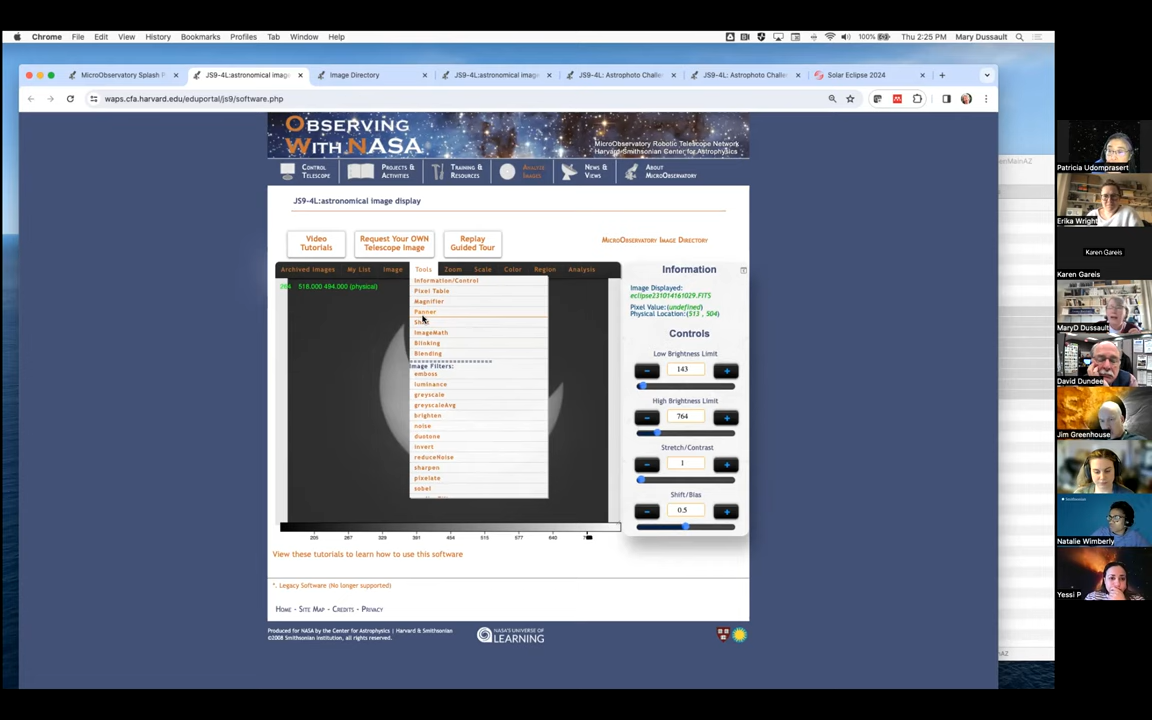 Chrome File Edit View History Bookmarks Profiles Tab Window Help 100% Thu 2:25 PM Mary Dussault
MicroObservatory Splash P
JS9-4L:astronomical image
Image Directory
JS9-4L:astronomical image
JS9-4L: Astrophoto Challe
JS9-4L: Astrophoto Challe
Solar Eclipse 2024
waps.cfa.harvard.edu/eduportal/js9/software.php
OBSERVING
WITH NASA
MicroObservatory Robotic Telescope Network
Harvard-Smithsonian Center for Astrophysics
CONTROL TELESCOPE
PROJECTS & ACTIVITIES
TRAINING & RESOURCES
ANALYZE IMAGES
NEWS & VIEWS
ABOUT MICROOBSERVATORY
JS9-4L:astronomical image display
Video Tutorials
Request Your OWN Telescope Image
Replay Guided Tour
MICROOBSERVATORY IMAGE DIRECTORY
Archived Images My List Image Tools Zoom Scale Color Region Analysis
518.000 494.000 (physical)
Information/Control
Pixel Table
Magnifier
Panner
ImageMath
Blinking
Blending
Image Filters:
emboss
luminance
greyscale
greyscaleAvg
brighten
noise
duotone
invert
reduceNoise
sharpen
pixelate
sobel
205 267 329 391 454 515 577 640
Information
Image Displayed:
eclipse231014161029.FITS
Pixel Value:(undefined)
Physical Location:(513 , 504)
Controls
Low Brightness Limit
− 143 +
High Brightness Limit
− 764 +
Stretch/Contrast
− 1 +
Shift/Bias
− 0.5 +
View these tutorials to learn how to use this software
*. Legacy Software (No longer supported)
HOME - SITE MAP - CREDITS - PRIVACY
Produced for NASA by the Center for Astrophysics | Harvard & Smithsonian
©2008 Smithsonian Institution, all rights reserved.
NASA'S UNIVERSE OF
LEARNING
Patricia Udomprasert
Erika Wright
Karen Gareis
Karen Gareis
MaryD Dussault
David Dundee
Jim Greenhouse
Natalie Wimberly
Yessi P